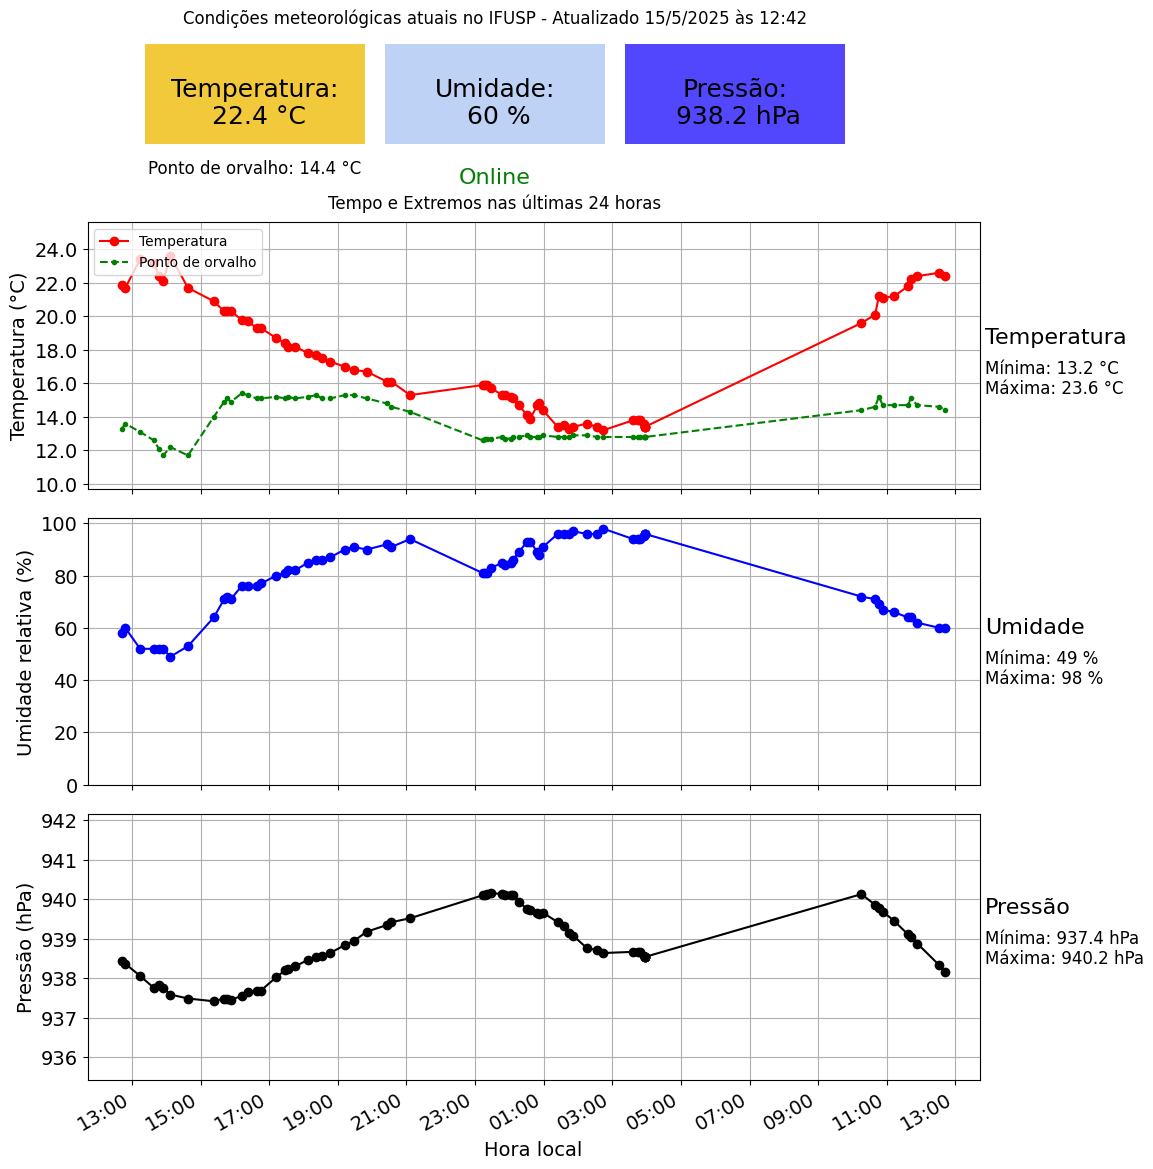 Condições meteorológicas atuais no IFUSP - Atualizado 15/5/2025 às 12:42
Temperatura:
22.4 °C
Umidade:
60 %
Pressão:
938.2 hPa
Ponto de orvalho: 14.4 °C
Online
Tempo e Extremos nas últimas 24 horas
Temperatura
Ponto de orvalho
Temperatura (°C)
24.0
22.0
20.0
18.0
16.0
14.0
12.0
10.0
Temperatura
Mínima: 13.2 °C
Máxima: 23.6 °C
Umidade relativa (%)
100
80
60
40
20
0
Umidade
Mínima: 49 %
Máxima: 98 %
Pressão (hPa)
942
941
940
939
938
937
936
Pressão
Mínima: 937.4 hPa
Máxima: 940.2 hPa
13:00 15:00 17:00 19:00 21:00 23:00 01:00 03:00 05:00 07:00 09:00 11:00 13:00
Hora local